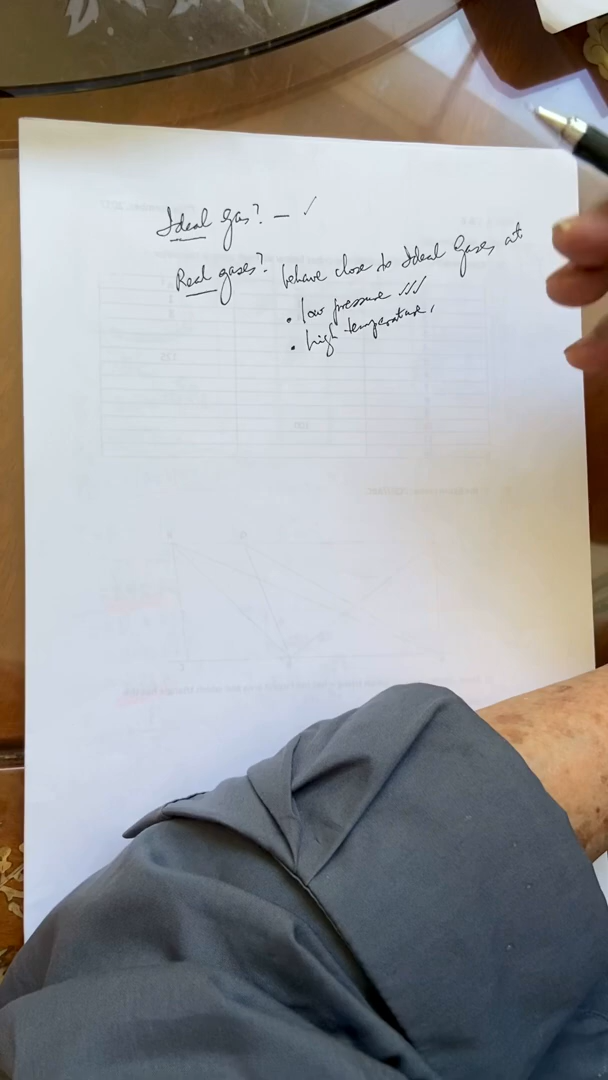 Ideal gas? - ✓
Real gases? behave close to Ideal Gases at
• low pressure ///
• high temperature,